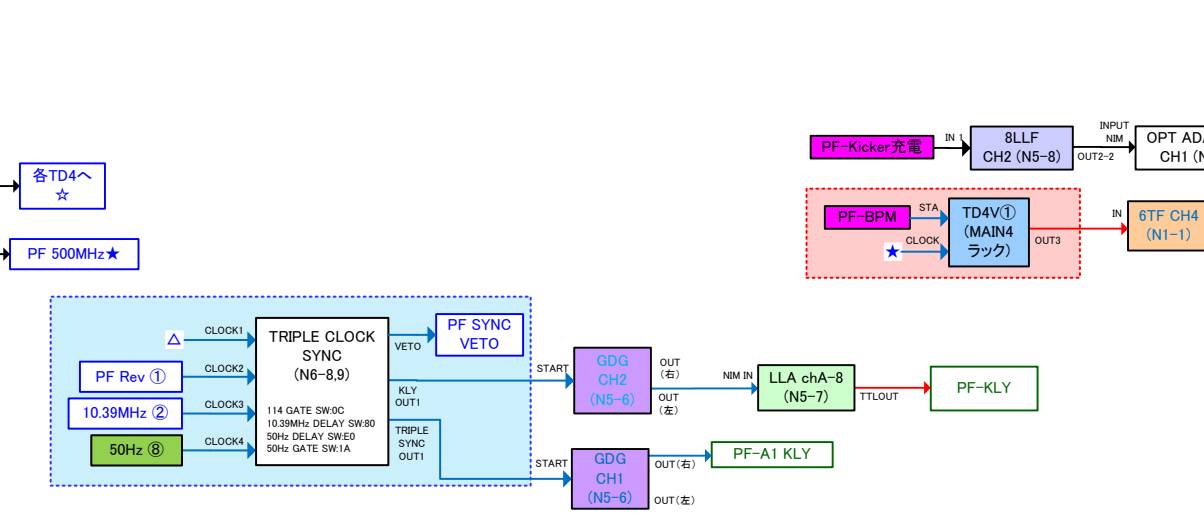 各TD4へ
☆
PF 500MHz★
PF-Kicker充電
IN 1
8LLF
CH2 (N5-8)
INPUT
NIM
OUT2-2
OPT AD
CH1 (N
PF-BPM
STA
CLOCK
★
TD4V①
(MAIN4
ラック)
OUT3
IN
6TF CH4
(N1-1)
△
CLOCK1
PF Rev ①
CLOCK2
10.39MHz ②
CLOCK3
50Hz ⑧
CLOCK4
TRIPLE CLOCK
SYNC
(N6-8,9)
114 GATE SW:0C
10.39MHz DELAY SW:80
50Hz DELAY SW:E0
50Hz GATE SW:1A
VETO
PF SYNC
VETO
KLY
OUT1
TRIPLE
SYNC
OUT1
START
GDG
CH2
(N5-6)
OUT
(右)
OUT
(左)
NIM IN
LLA chA-8
(N5-7)
TTLOUT
PF-KLY
START
GDG
CH1
(N5-6)
OUT(右)
OUT(左)
PF-A1 KLY